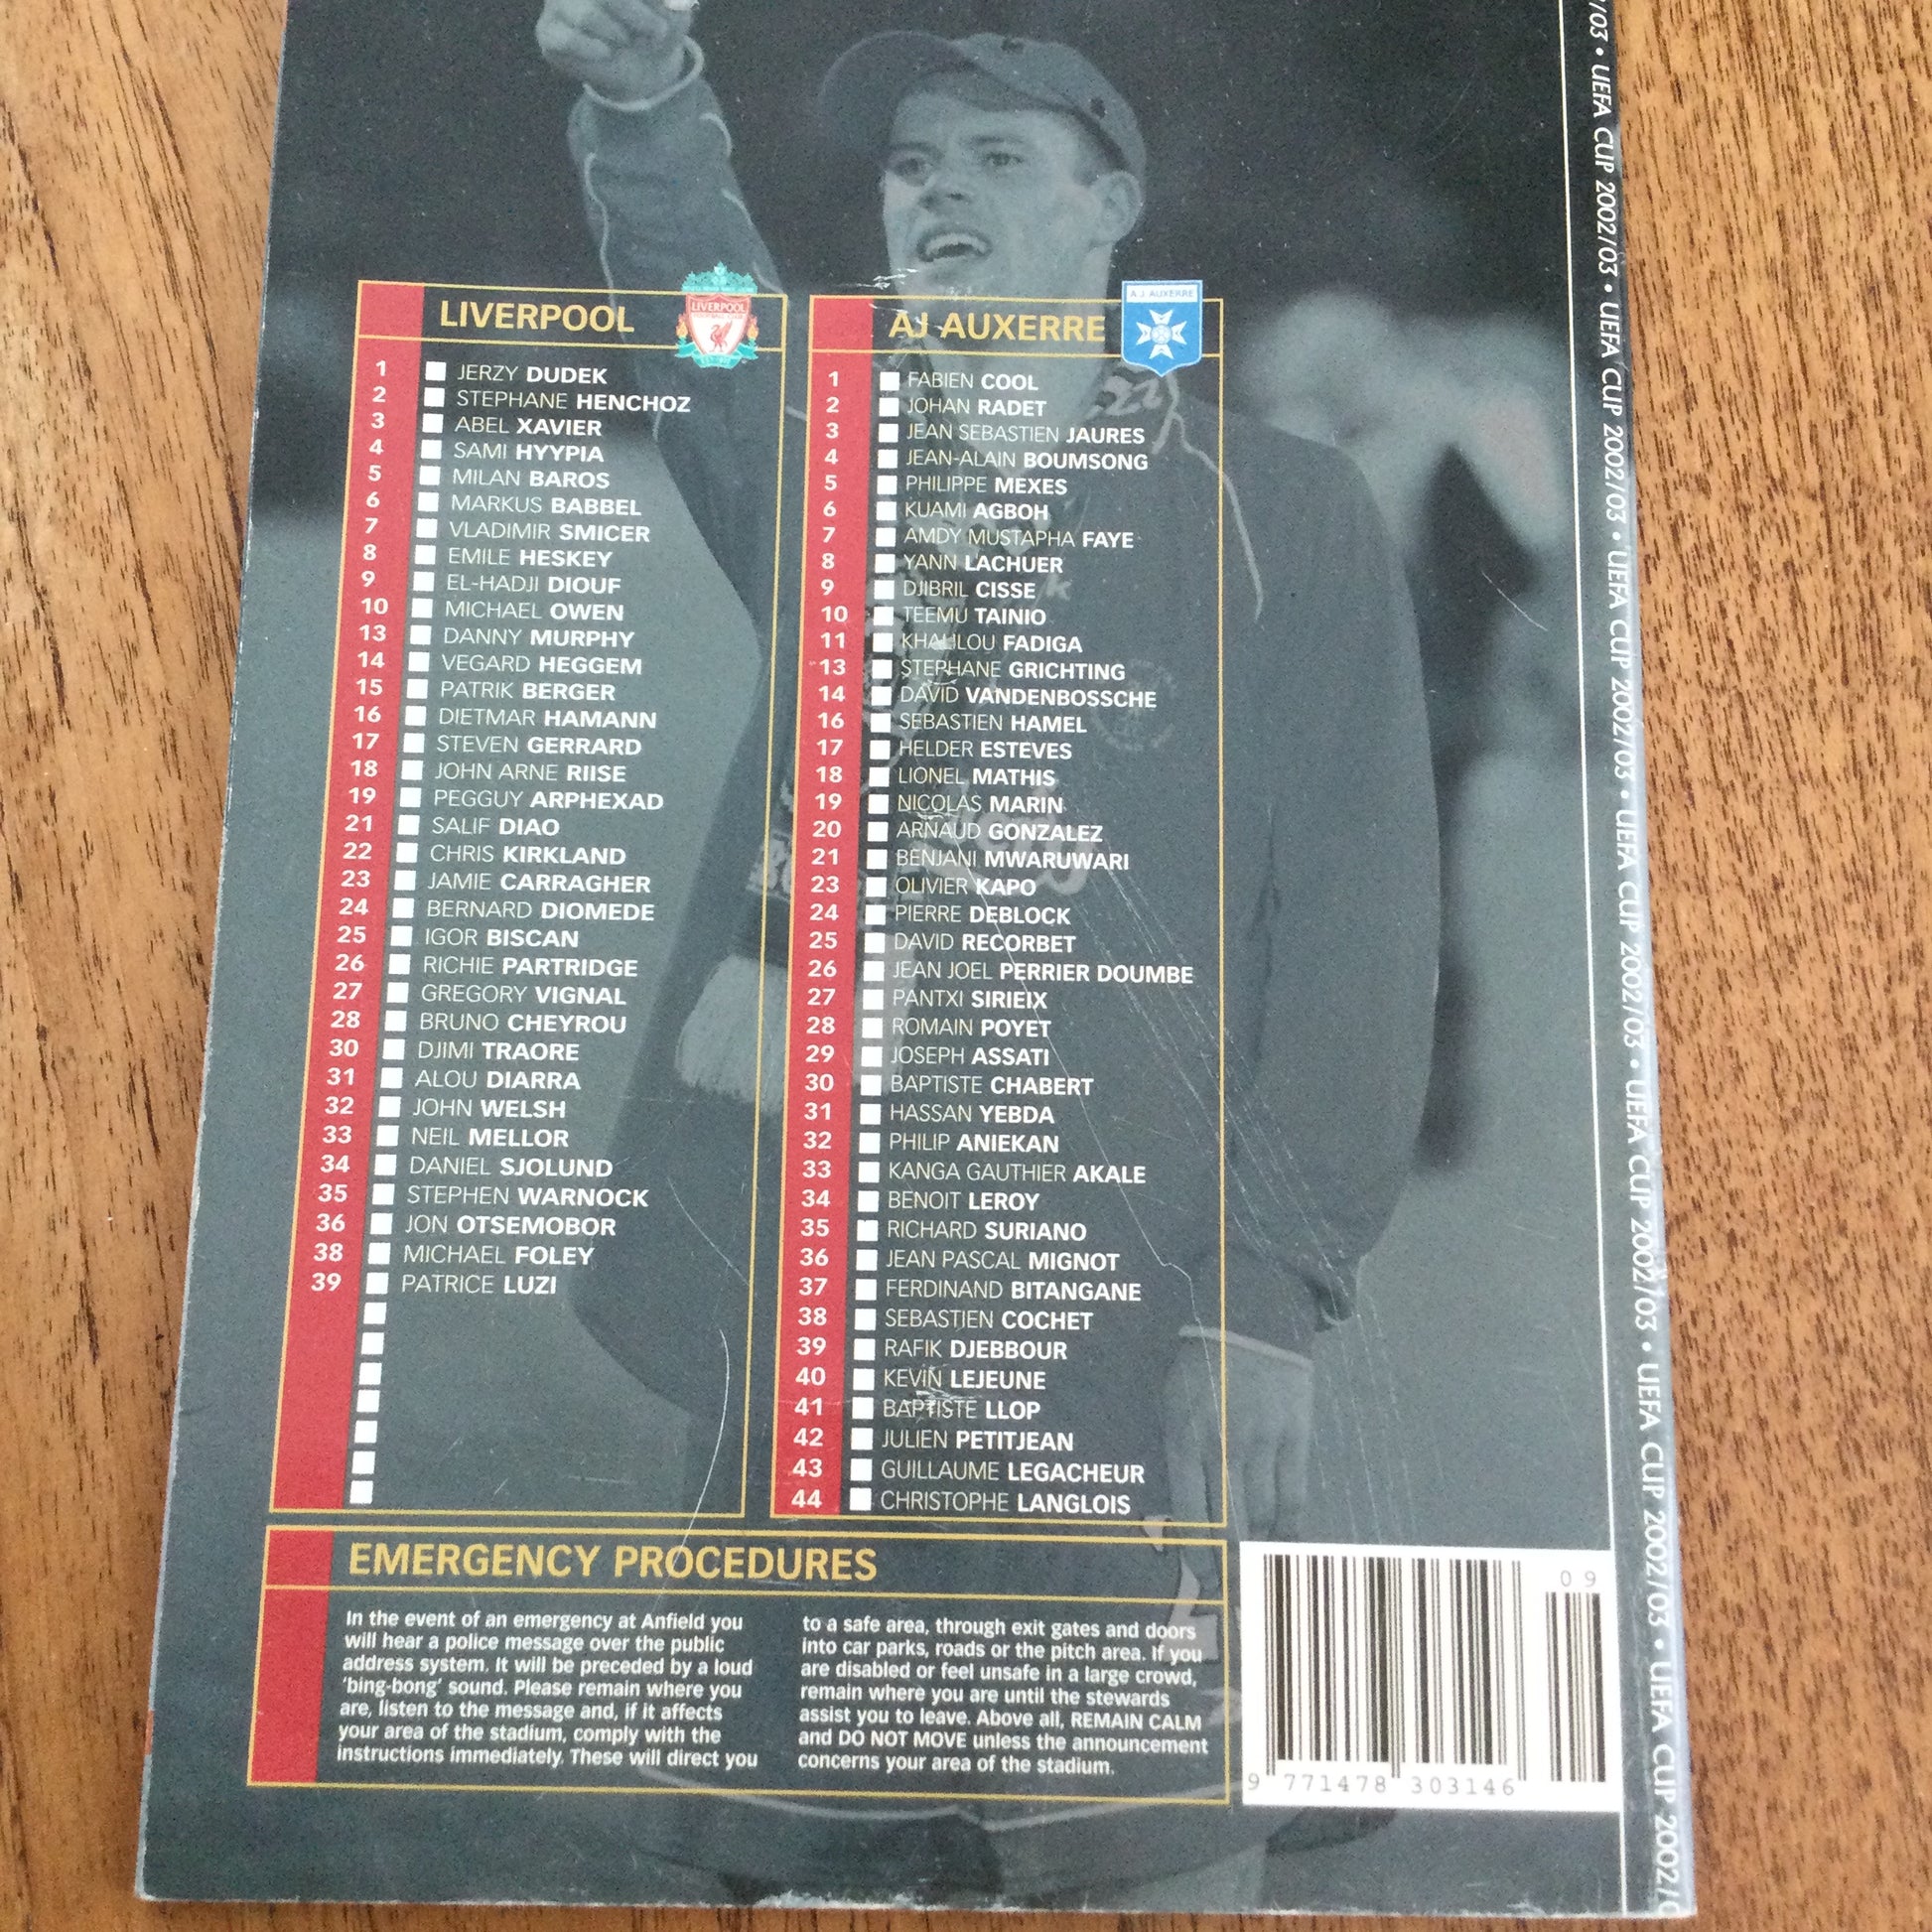 LIVERPOOL
LIVERPOOL
1 JERZY DUDEK
2 STEPHANE HENCHOZ
3 ABEL XAVIER
4 SAMI HYYPIA
5 MILAN BAROS
6 MARKUS BABBEL
7 VLADIMIR SMICER
8 EMILE HESKEY
9 EL-HADJI DIOUF
10 MICHAEL OWEN
13 DANNY MURPHY
14 VEGARD HEGGEM
15 PATRIK BERGER
16 DIETMAR HAMANN
17 STEVEN GERRARD
18 JOHN ARNE RIISE
19 PEGGUY ARPHEXAD
21 SALIF DIAO
22 CHRIS KIRKLAND
23 JAMIE CARRAGHER
24 BERNARD DIOMEDE
25 IGOR BISCAN
26 RICHIE PARTRIDGE
27 GREGORY VIGNAL
28 BRUNO CHEYROU
30 DJIMI TRAORE
31 ALOU DIARRA
32 JOHN WELSH
33 NEIL MELLOR
34 DANIEL SJOLUND
35 STEPHEN WARNOCK
36 JON OTSEMOBOR
38 MICHAEL FOLEY
39 PATRICE LUZI
AJ AUXERRE
A J AUXERRE
1 FABIEN COOL
2 JOHAN RADET
3 JEAN SEBASTIEN JAURES
4 JEAN-ALAIN BOUMSONG
5 PHILIPPE MEXES
6 KUAMI AGBOH
7 AMDY MUSTAPHA FAYE
8 YANN LACHUER
9 DJIBRIL CISSE
10 TEEMU TAINIO
11 KHALILOU FADIGA
13 STEPHANE GRICHTING
14 DAVID VANDENBOSSCHE
16 SEBASTIEN HAMEL
17 HELDER ESTEVES
18 LIONEL MATHIS
19 NICOLAS MARIN
20 ARNAUD GONZALEZ
21 BENJANI MWARUWARI
23 OLIVIER KAPO
24 PIERRE DEBLOCK
25 DAVID RECORBET
26 JEAN JOEL PERRIER DOUMBE
27 PANTXI SIRIEIX
28 ROMAIN POYET
29 JOSEPH ASSATI
30 BAPTISTE CHABERT
31 HASSAN YEBDA
32 PHILIP ANIEKAN
33 KANGA GAUTHIER AKALE
34 BENOIT LEROY
35 RICHARD SURIANO
36 JEAN PASCAL MIGNOT
37 FERDINAND BITANGANE
38 SEBASTIEN COCHET
39 RAFIK DJEBBOUR
40 KEVIN LEJEUNE
41 BAPTISTE LLOP
42 JULIEN PETITJEAN
43 GUILLAUME LEGACHEUR
44 CHRISTOPHE LANGLOIS
EMERGENCY PROCEDURES
In the event of an emergency at Anfield you
will hear a police message over the public
address system. It will be preceded by a loud
'bing-bong' sound. Please remain where you
are, listen to the message and, if it affects
your area of the stadium, comply with the
instructions immediately. These will direct you
to a safe area, through exit gates and doors
into car parks, roads or the pitch area. If you
are disabled or feel unsafe in a large crowd,
remain where you are until the stewards
assist you to leave. Above all, REMAIN CALM
and DO NOT MOVE unless the announcement
concerns your area of the stadium.
09
9 771478 303146
/03 • UEFA CUP 2002/03 • UEFA CUP 2002/03 • UEFA CUP 2002/03 • UEFA CUP 2002/03 • UEFA CUP 2002/03 • UEFA CUP 2002/03 • UEFA CUP 2002/